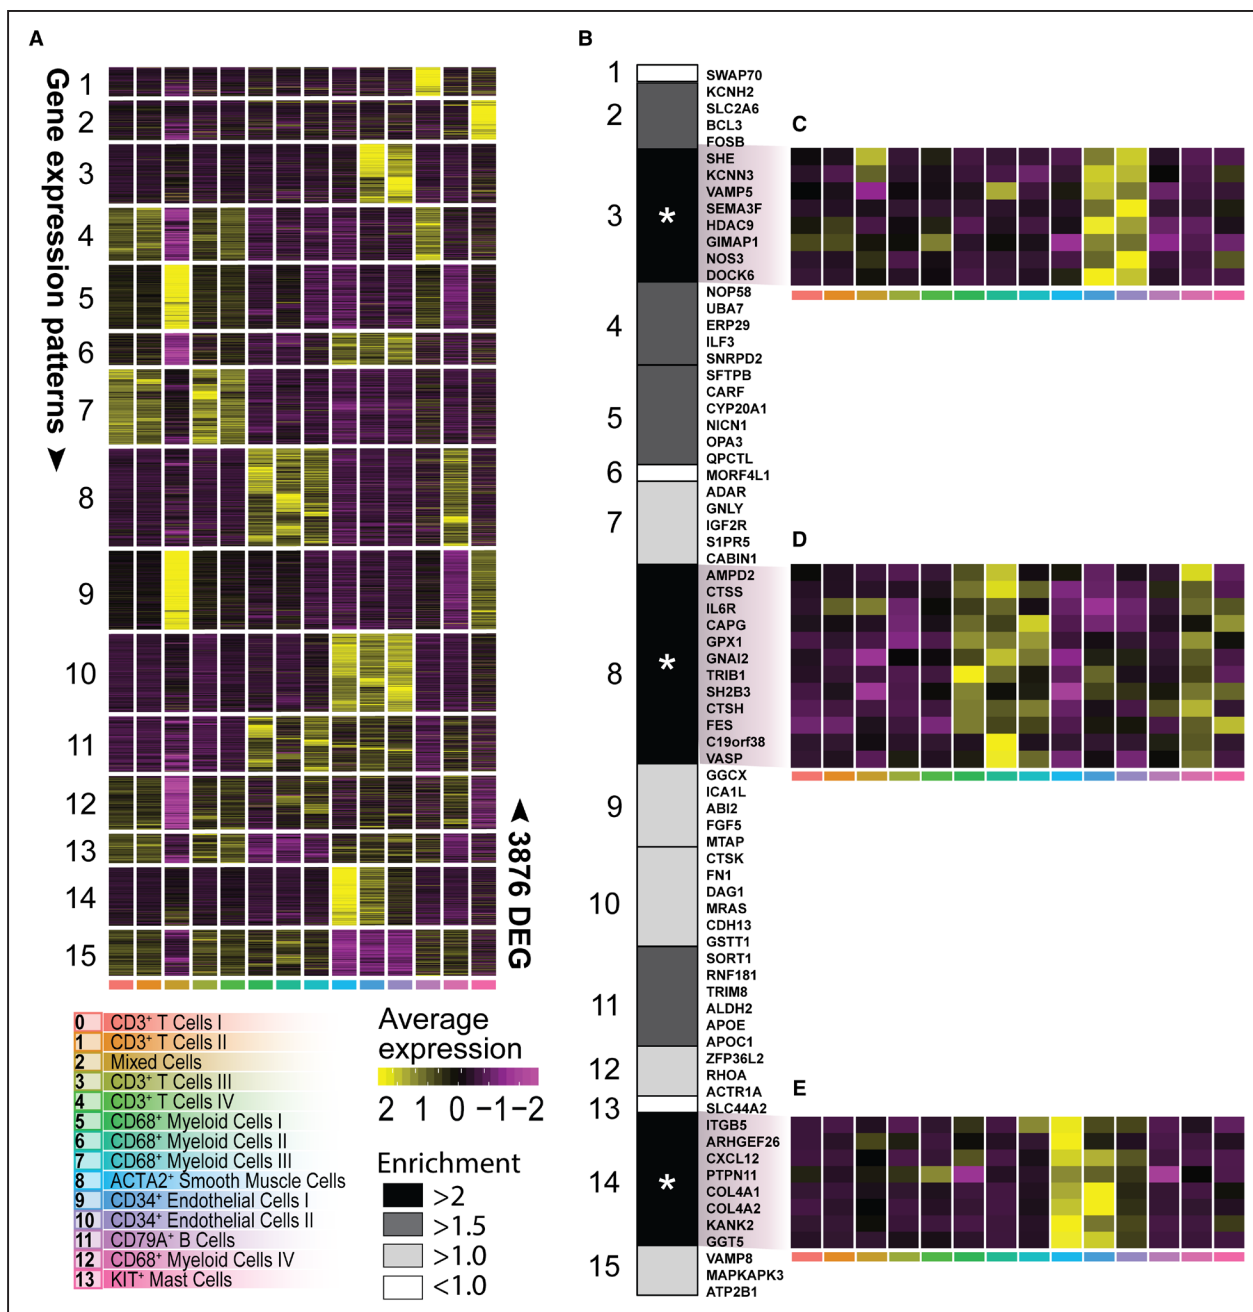 A
Gene expression patterns
1
2
3
4
5
6
7
8
9
10
11
12
13
14
15
3876 DEG
0 CD3+ T Cells I
1 CD3+ T Cells II
2 Mixed Cells
3 CD3+ T Cells III
4 CD3+ T Cells IV
5 CD68+ Myeloid Cells I
6 CD68+ Myeloid Cells II
7 CD68+ Myeloid Cells III
8 ACTA2+ Smooth Muscle Cells
9 CD34+ Endothelial Cells I
10 CD34+ Endothelial Cells II
11 CD79A+ B Cells
12 CD68+ Myeloid Cells IV
13 KIT+ Mast Cells
Average
expression
2 1 0 −1 −2
Enrichment
>2
>1.5
>1.0
<1.0
B
1
2
3
4
5
6
7
8
9
10
11
12
13
14
15
*
*
*
SWAP70
KCNH2
SLC2A6
BCL3
FOSB
SHE
KCNN3
VAMP5
SEMA3F
HDAC9
GIMAP1
NOS3
DOCK6
NOP58
UBA7
ERP29
ILF3
SNRPD2
SFTPB
CARF
CYP20A1
NICN1
OPA3
QPCTL
MORF4L1
ADAR
GNLY
IGF2R
S1PR5
CABIN1
AMPD2
CTSS
IL6R
CAPG
GPX1
GNAI2
TRIB1
SH2B3
CTSH
FES
C19orf38
VASP
GGCX
ICA1L
ABI2
FGF5
MTAP
CTSK
FN1
DAG1
MRAS
CDH13
GSTT1
SORT1
RNF181
TRIM8
ALDH2
APOE
APOC1
ZFP36L2
RHOA
ACTR1A
SLC44A2
ITGB5
ARHGEF26
CXCL12
PTPN11
COL4A1
COL4A2
KANK2
GGT5
VAMP8
MAPKAPK3
ATP2B1
C
D
E